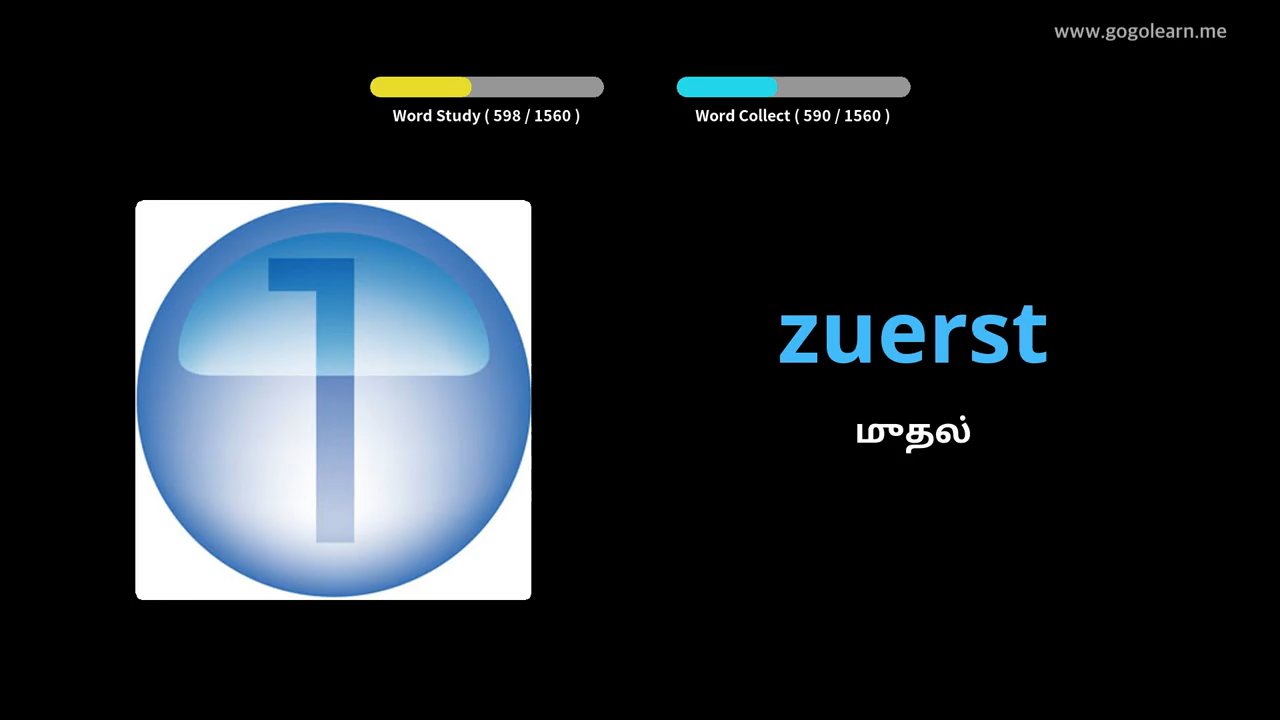 www.gogolearn.me
Word Study ( 598 / 1560 )
Word Collect ( 590 / 1560 )
1
zuerst
முதல்